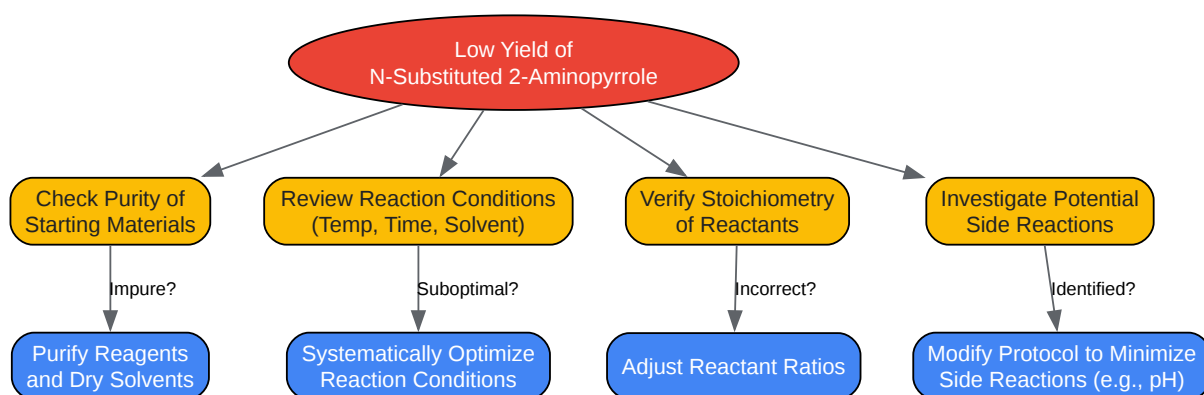 Low Yield of
N-Substituted 2-Aminopyrrole
Check Purity of
Starting Materials
Review Reaction Conditions
(Temp, Time, Solvent)
Verify Stoichiometry
of Reactants
Investigate Potential
Side Reactions
Impure?
Suboptimal?
Incorrect?
Identified?
Purify Reagents
and Dry Solvents
Systematically Optimize
Reaction Conditions
Adjust Reactant Ratios
Modify Protocol to Minimize
Side Reactions (e.g., pH)